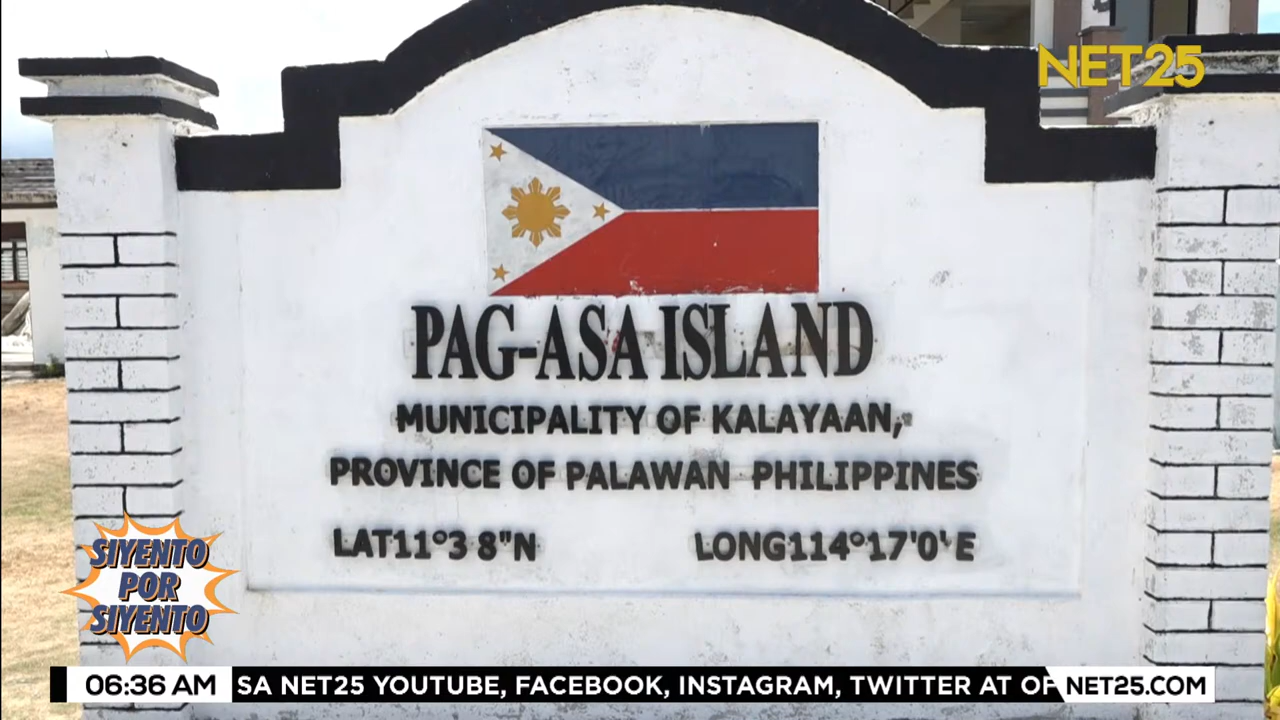 NET25
PAG-ASA ISLAND
MUNICIPALITY OF KALAYAAN,
PROVINCE OF PALAWAN PHILIPPINES
LAT11°3 8"N LONG114°17'0'E
SIYENTO
POR
SIYENTO
06:36 AM SA NET25 YOUTUBE, FACEBOOK, INSTAGRAM, TWITTER AT OF NET25.COM